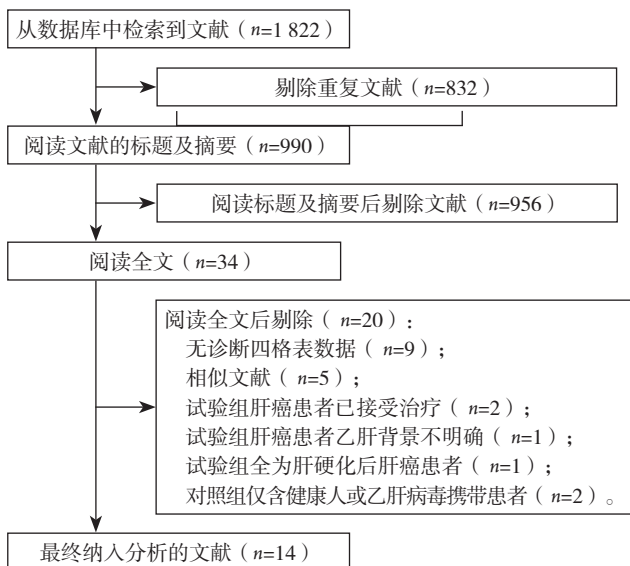 从数据库中检索到文献（n=1 822）
剔除重复文献（n=832）
阅读文献的标题及摘要（n=990）
阅读标题及摘要后剔除文献（n=956）
阅读全文（n=34）
阅读全文后剔除（ n=20）：
无诊断四格表数据（ n=9）；
相似文献（ n=5）；
试验组肝癌患者已接受治疗（ n=2）；
试验组肝癌患者乙肝背景不明确（ n=1）；
试验组全为肝硬化后肝癌患者（ n=1）；
对照组仅含健康人或乙肝病毒携带患者（ n=2）。
最终纳入分析的文献（n=14）